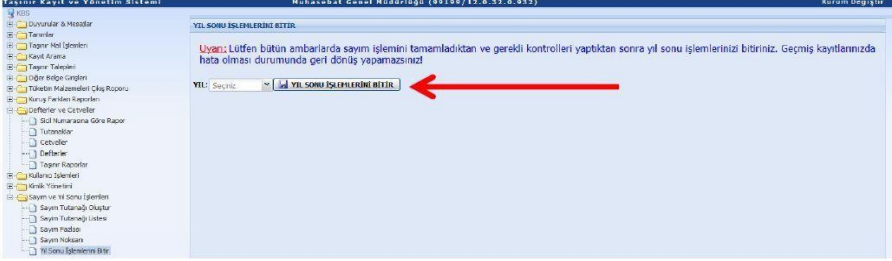 Taşınır Kayıt ve Yönetim Sistemi
Muhasebat Genel Müdürlüğü (99199/12.0.32.0.932)
Kurum Değiştir
KBS
Duyurular & Mesajlar
Tanımlar
Taşınır Mal İşlemleri
Kayıt Arama
Taşınır Talepleri
Diğer Belge Girişleri
Tüketim Malzemeleri Çıkış Raporu
Kuruş Farkları Raporları
Defterler ve Cetveller
Sicil Numarasına Göre Rapor
Tutanaklar
Cetveller
Defterler
Taşınır Raporlar
Kullanıcı İşlemleri
Kimlik Yönetimi
Sayım ve Yıl Sonu İşlemleri
Sayım Tutanağı Oluştur
Sayım Tutanağı Listesi
Sayım Fazlası
Sayım Noksanı
Yıl Sonu İşlemlerini Bitir
YIL SONU İŞLEMLERİNİ BİTİR
Uyarı: Lütfen bütün ambarlarda sayım işlemini tamamladıktan ve gerekli kontrolleri yaptıktan sonra yıl sonu işlemlerinizi bitiriniz. Geçmiş kayıtlarınızda
hata olması durumunda geri dönüş yapamazsınız!
YIL: Seçiniz YIL SONU İŞLEMLERİNİ BİTİR